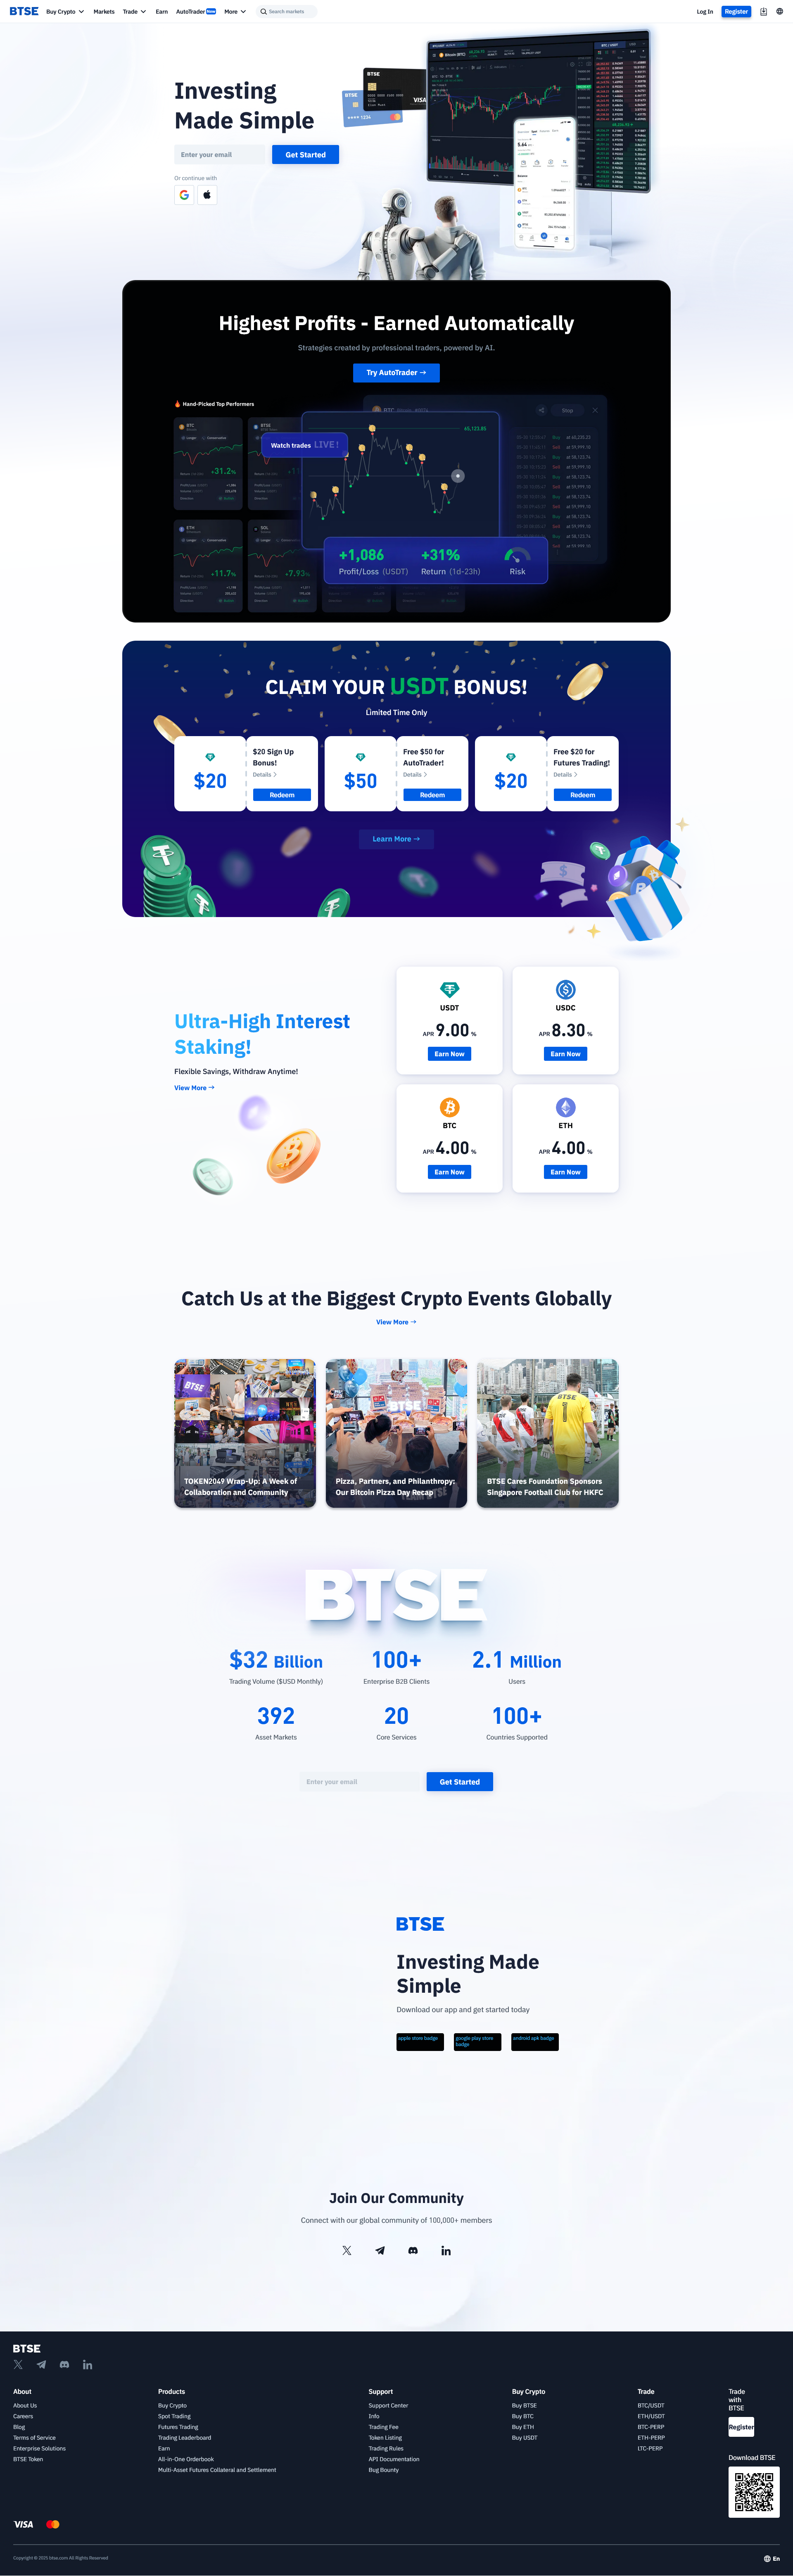 BTSE
Buy Crypto
Markets
Trade
Earn
AutoTrader
More
Search markets
Log In
Register
Investing
Made Simple
Enter your email
Get Started
Or continue with
BTSE
VISA
1234
Highest Profits - Earned Automatically
Strategies created by professional traders, powered by AI.
Try AutoTrader →
Hand-Picked Top Performers
Watch trades LIVE!
Stop
BTC
+31.2%
ETH
+11.7%
SOL
+7.93%
+1,086
Profit/Loss (USDT)
+31%
Return (1d-23h)
Risk
CLAIM YOUR USDT BONUS!
Limited Time Only
$20
$20 Sign Up
Bonus!
Details
Redeem
$50
Free $50 for
AutoTrader!
Details
Redeem
$20
Free $20 for
Futures Trading!
Details
Redeem
Learn More →
Ultra-High Interest
Staking!
Flexible Savings, Withdraw Anytime!
View More →
USDT
APR 9.00 %
Earn Now
USDC
APR 8.30 %
Earn Now
BTC
APR 4.00 %
Earn Now
ETH
APR 4.00 %
Earn Now
Catch Us at the Biggest Crypto Events Globally
View More →
TOKEN2049 Wrap-Up: A Week of
Collaboration and Community
Pizza, Partners, and Philanthropy:
Our Bitcoin Pizza Day Recap
BTSE Cares Foundation Sponsors
Singapore Football Club for HKFC
BTSE
$32 Billion
Trading Volume ($USD Monthly)
100+
Enterprise B2B Clients
2.1 Million
Users
392
Asset Markets
20
Core Services
100+
Countries Supported
Enter your email
Get Started
BTSE
Investing Made
Simple
Download our app and get started today
apple store badge
google play store
badge
android apk badge
Join Our Community
Connect with our global community of 100,000+ members
BTSE
About
About Us
Careers
Blog
Terms of Service
Enterprise Solutions
BTSE Token
Products
Buy Crypto
Spot Trading
Futures Trading
Trading Leaderboard
Earn
All-in-One Orderbook
Multi-Asset Futures Collateral and Settlement
Support
Support Center
Info
Trading Fee
Token Listing
Trading Rules
API Documentation
Bug Bounty
Buy Crypto
Buy BTSE
Buy BTC
Buy ETH
Buy USDT
Trade
BTC/USDT
ETH/USDT
BTC-PERP
ETH-PERP
LTC-PERP
Trade
with
BTSE
Register
Download BTSE
VISA
Copyright © 2025 btse.com All Rights Reserved
En